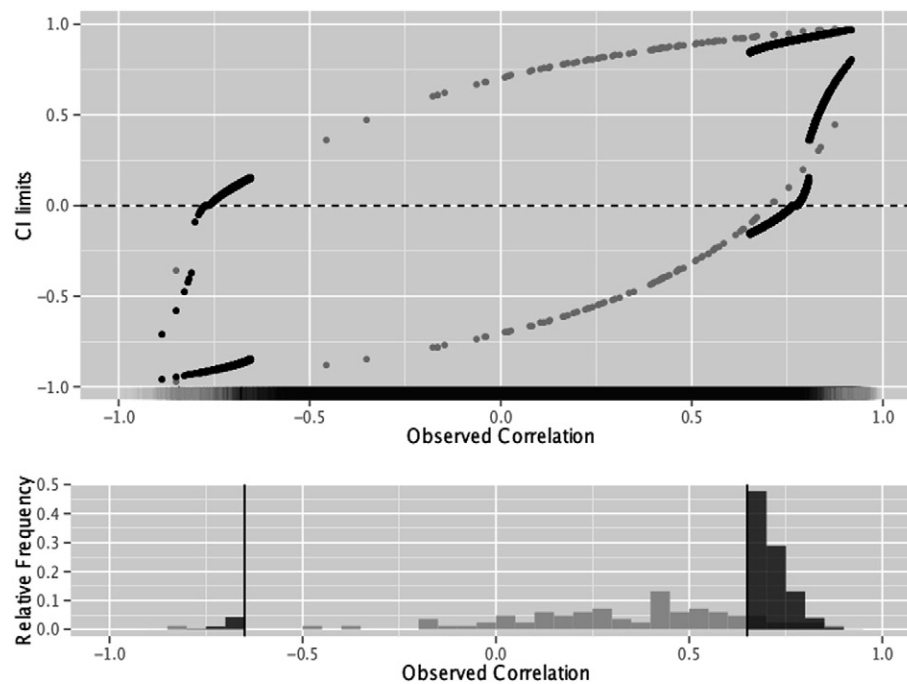 1.0
0.5
0.0
−0.5
−1.0
CI limits
−1.0 −0.5 0.0 0.5 1.0
Observed Correlation
0.5
0.4
0.3
0.2
0.1
0.0
Relative Frequency
−1.0 −0.5 0.0 0.5 1.0
Observed Correlation